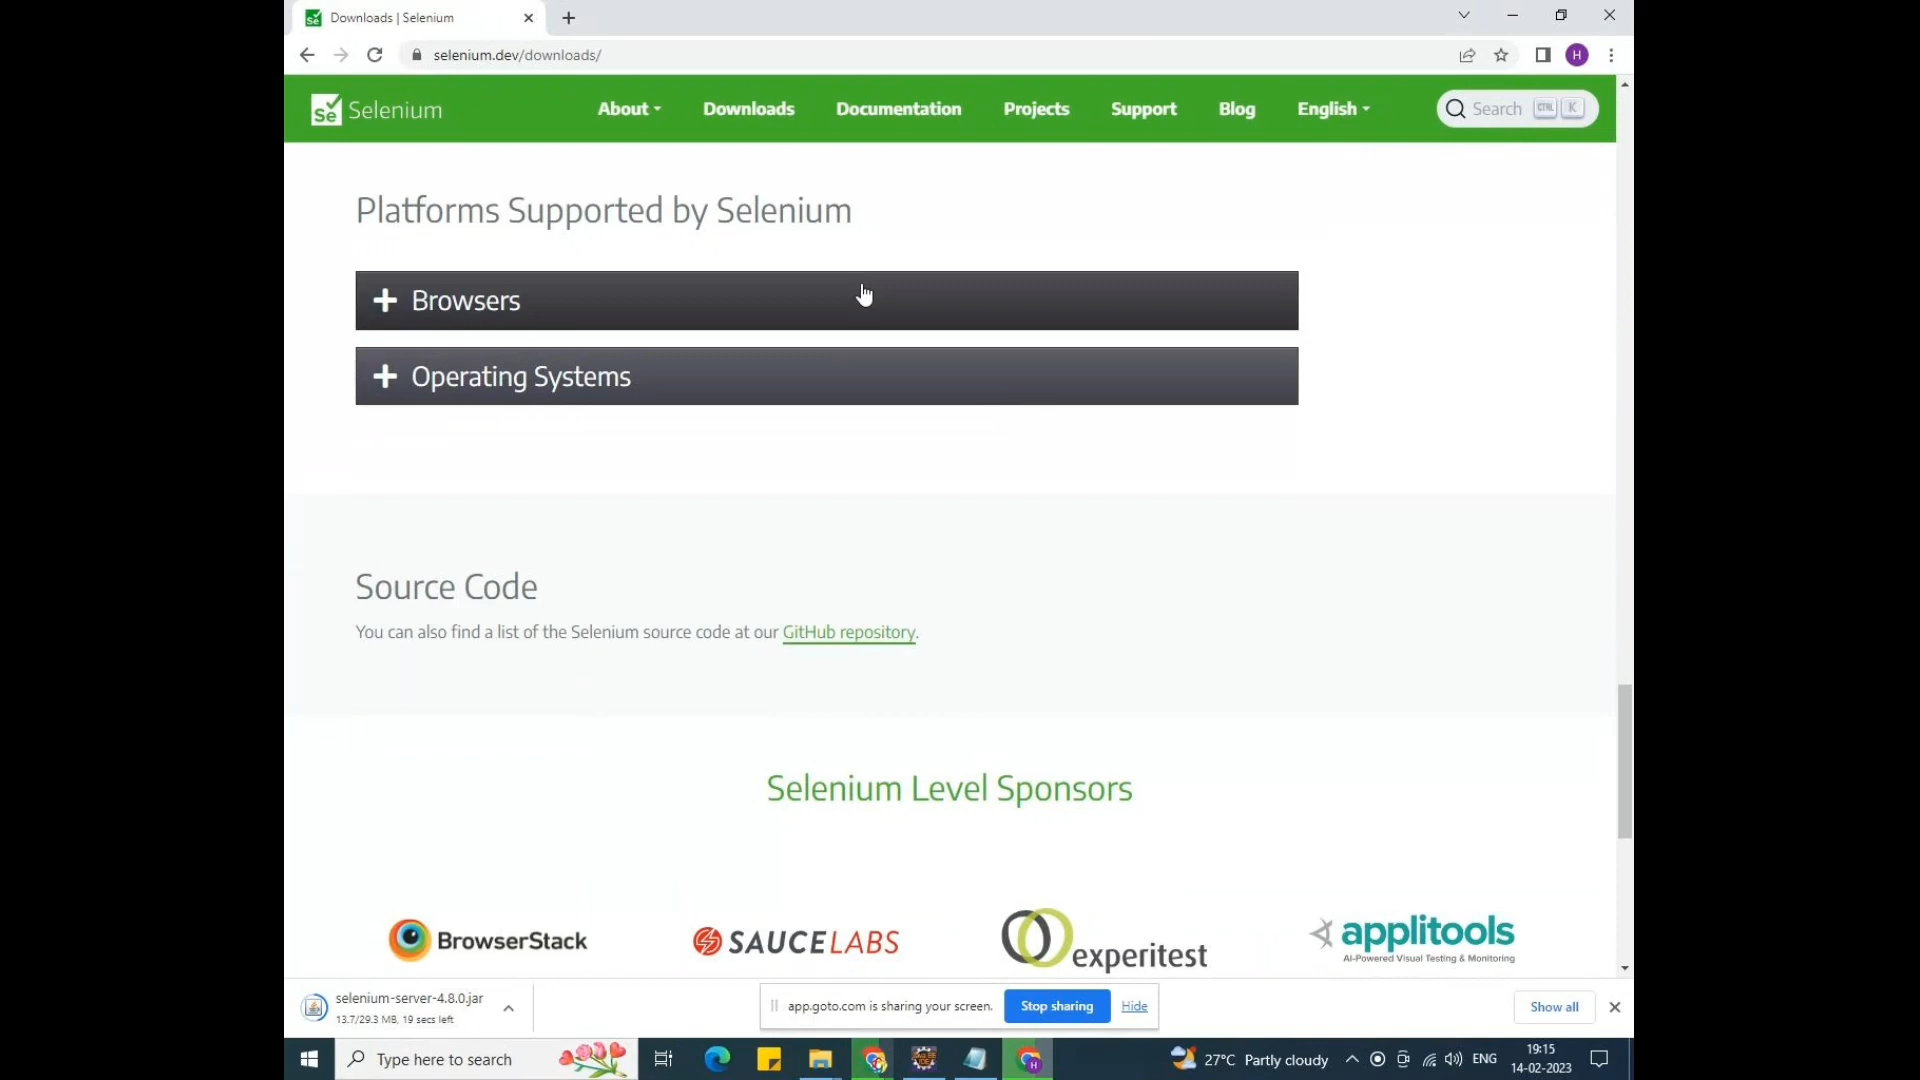 Downloads | Selenium
selenium.dev/downloads/
H
Se Selenium
About Downloads Documentation Projects Support Blog English
Search CTRL K
Platforms Supported by Selenium
Browsers
Operating Systems
Source Code
You can also find a list of the Selenium source code at our GitHub repository.
Selenium Level Sponsors
BrowserStack
SAUCELABS
experitest
applitools
AI-Powered Visual Testing & Monitoring
selenium-server-4.8.0.jar
13.7/29.3 MB, 19 secs left
app.goto.com is sharing your screen. Stop sharing Hide
Show all
Type here to search
27°C Partly cloudy
ENG
19:15
14-02-2023